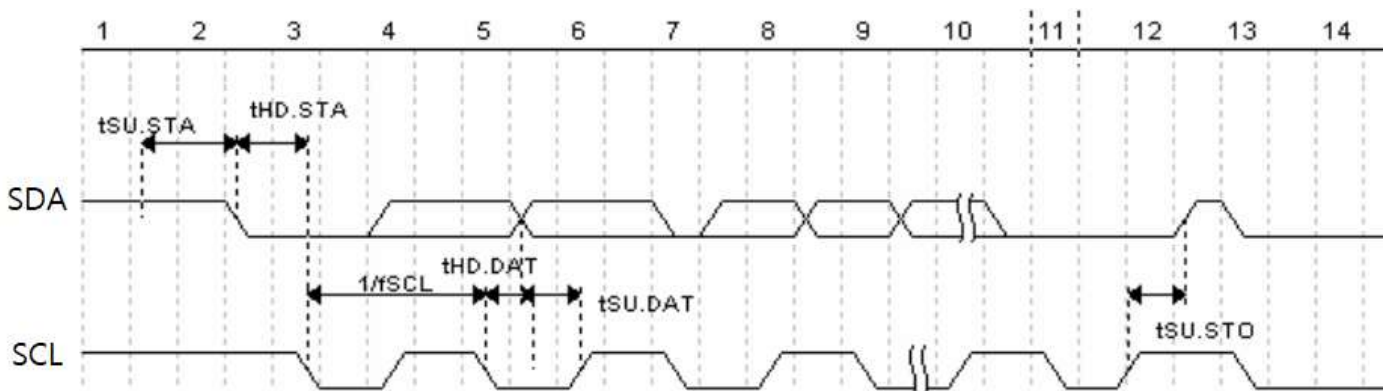 1 2 3 4 5 6 7 8 9 10 11 12 13 14
tHD.STA
tSU.STA
SDA
tHD.DAT
1/fSCL
tSU.DAT
tSU.STO
SCL